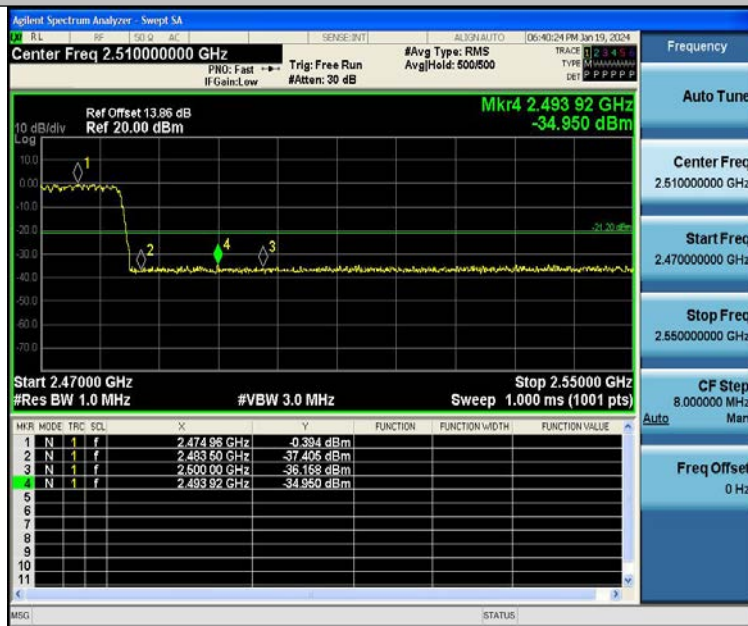 Agilent Spectrum Analyzer - Swept SA
RL RF 50 Ω AC SENSE:INT ALIGN AUTO 06:40:24 PM Jan 19, 2024
Center Freq 2.510000000 GHz
PNO: Fast
IFGain:Low
Trig: Free Run
#Atten: 30 dB
#Avg Type: RMS
Avg|Hold: 500/500
TRACE 1 2 3 4 5 6
TYPE M
DET P P P P P P
Ref Offset 13.86 dB
Ref 20.00 dBm
Mkr4 2.493 92 GHz
-34.950 dBm
10 dB/div
Log
10.0
0.00
-10.0
-20.0
-30.0
-40.0
-50.0
-60.0
-70.0
1
2
4
3
-21.20 dBm
Start 2.47000 GHz
Stop 2.55000 GHz
#Res BW 1.0 MHz
#VBW 3.0 MHz
Sweep 1.000 ms (1001 pts)
MKR MODE TRC SCL X Y FUNCTION FUNCTION WIDTH FUNCTION VALUE
1 N 1 f 2.474 96 GHz -0.394 dBm
2 N 1 f 2.483 50 GHz -37.405 dBm
3 N 1 f 2.500 00 GHz -36.158 dBm
4 N 1 f 2.493 92 GHz -34.950 dBm
5
6
7
8
9
10
11
MSG
STATUS
Frequency
Auto Tune
Center Freq
2.510000000 GHz
Start Freq
2.470000000 GHz
Stop Freq
2.550000000 GHz
CF Step
8.000000 MHz
Auto Man
Freq Offset
0 Hz